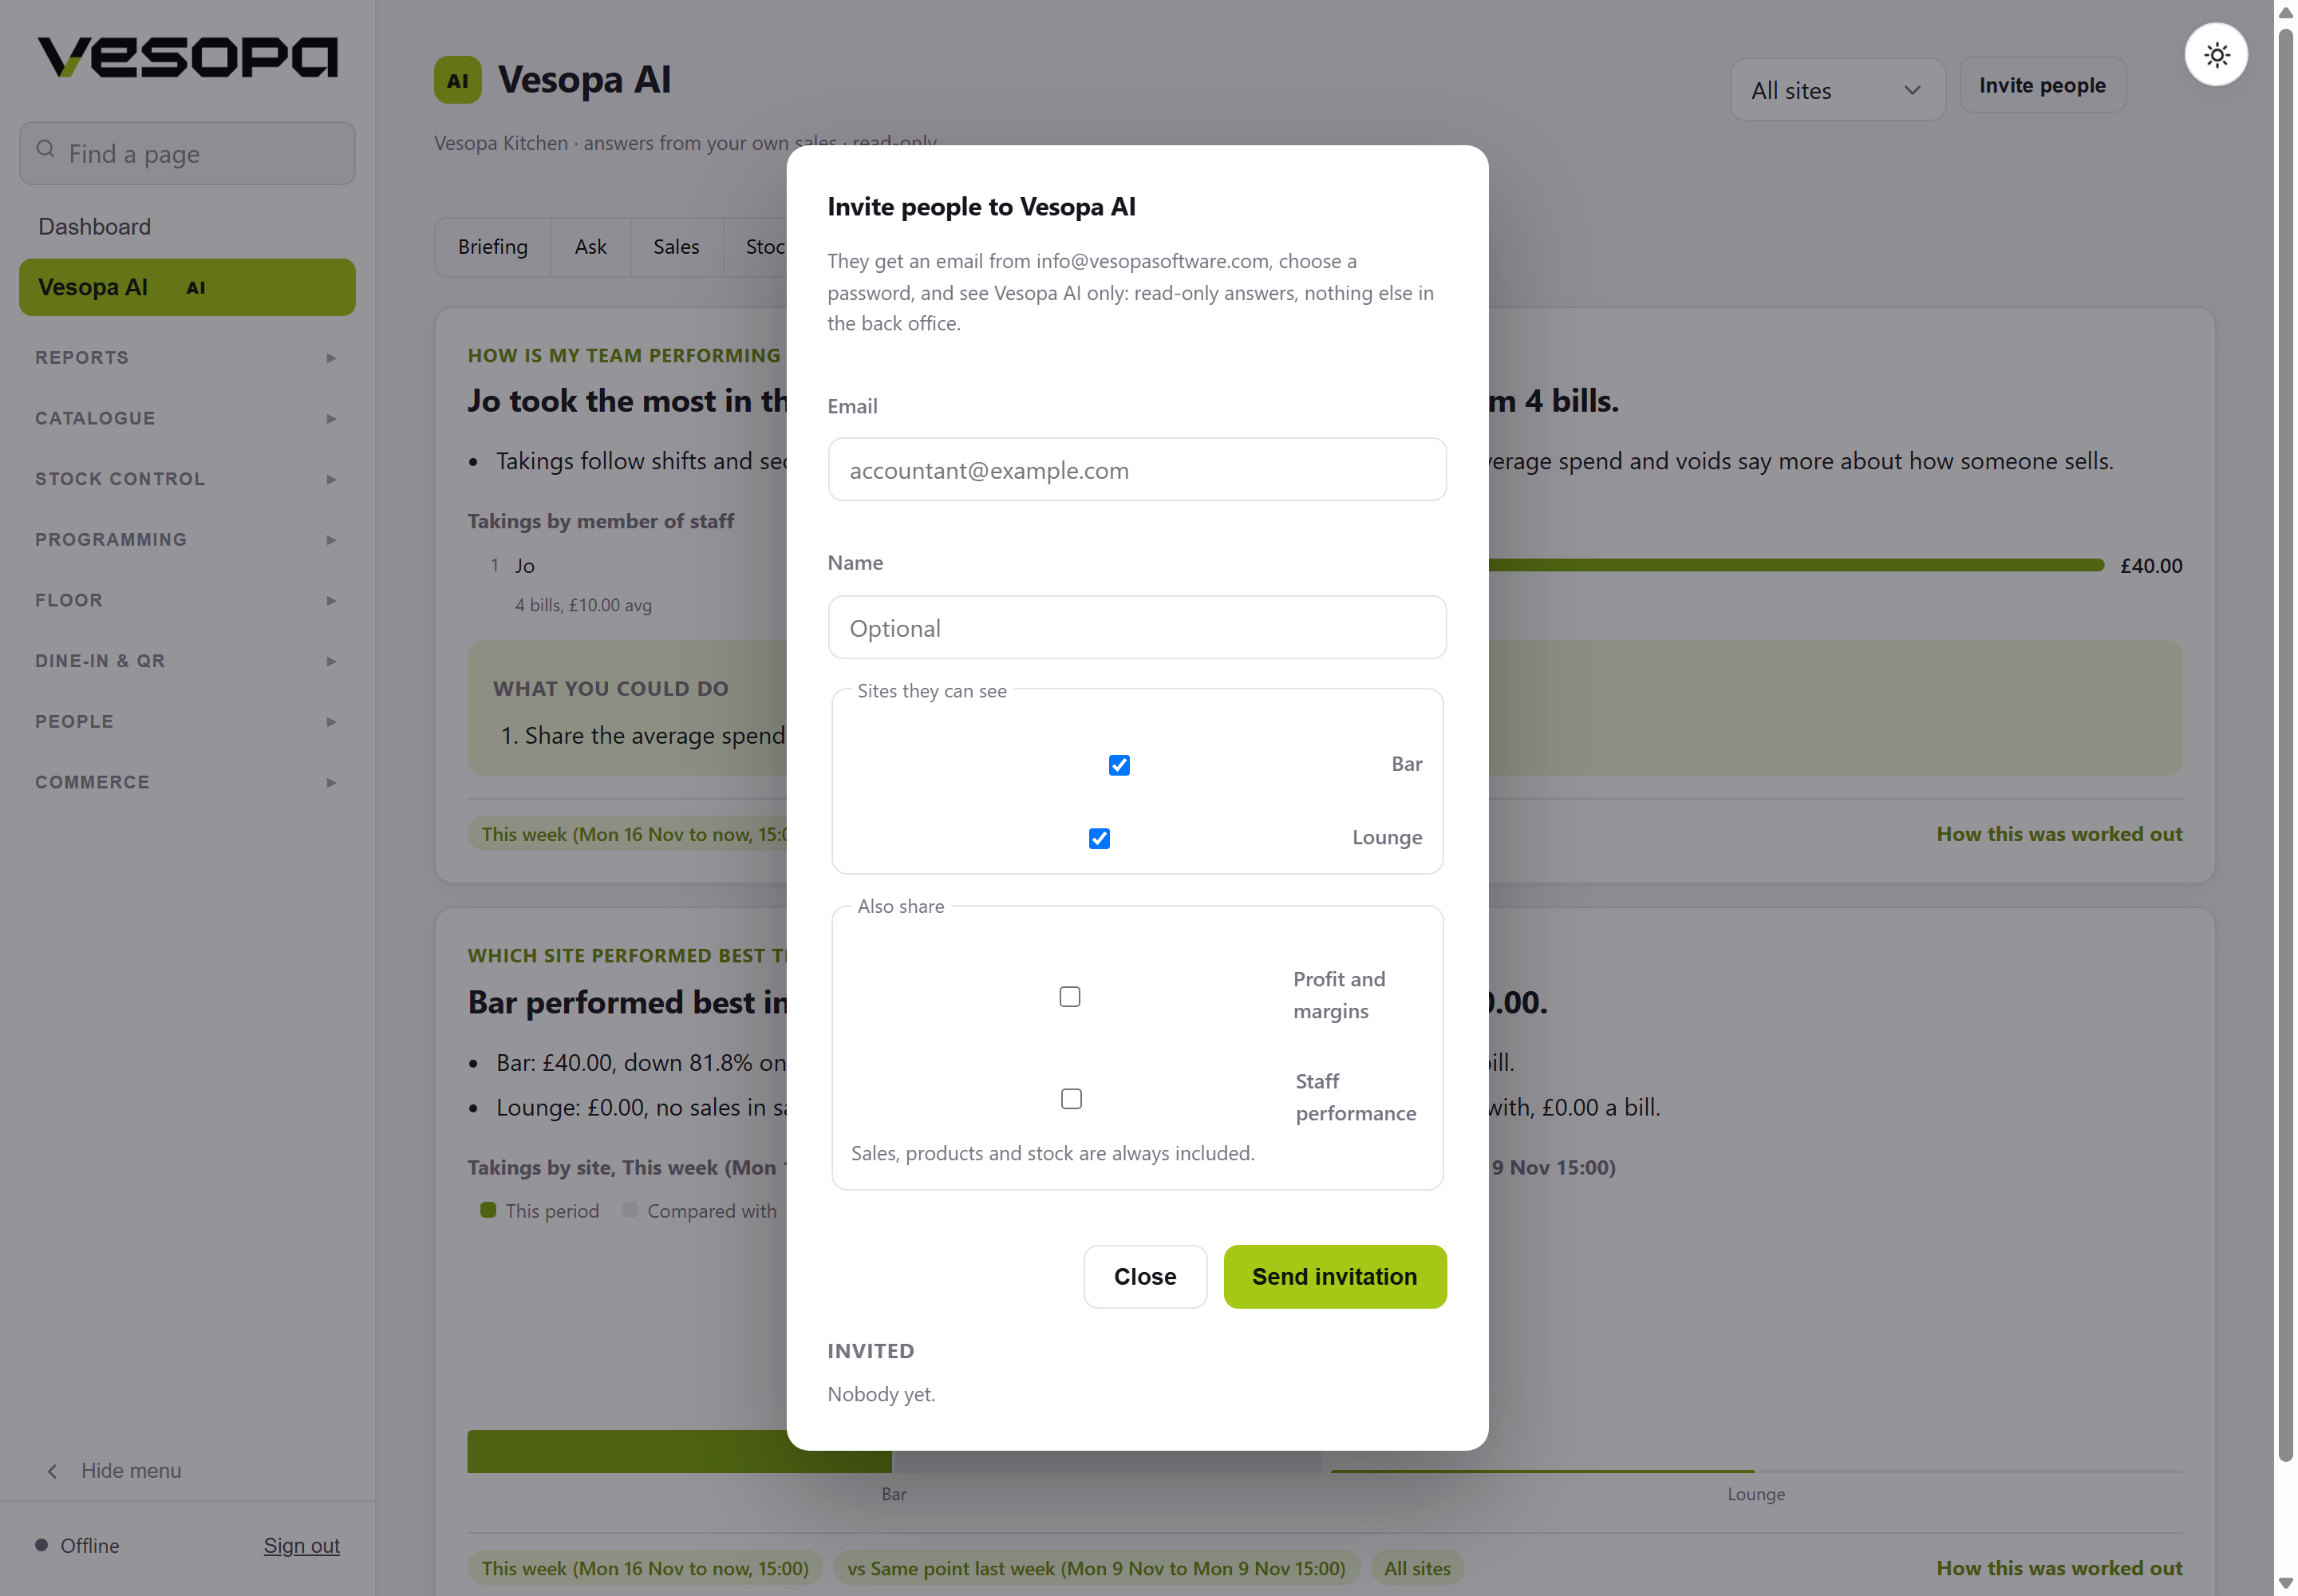 vesopa
Find a page
Dashboard
Vesopa AI AI
REPORTS
CATALOGUE
STOCK CONTROL
PROGRAMMING
FLOOR
DINE-IN & QR
PEOPLE
COMMERCE
Hide menu
Offline
Sign out
AI Vesopa AI
All sites
Invite people
Vesopa Kitchen · answers from your own sales · read-only
Briefing
Ask
Sales
HOW IS MY TEAM PERFORMING
Jo took the most in
4 bills.
Takings follow shifts and
average spend and voids say more about how someone sells.
Takings by member of staff
1 Jo
£40.00
4 bills, £10.00 avg
WHAT YOU COULD DO
1. Share the average spend
This week (Mon 16 Nov to now,
How this was worked out
WHICH SITE PERFORMED BEST
Bar performed best in
Bar: £40.00, down 81.8% on
Lounge: £0.00, no sales in
with, £0.00 a bill.
Takings by site, This week (Mon
9 Nov 15:00)
This period
Compared with
Bar
Lounge
This week (Mon 16 Nov to now, 15:00)
vs Same point last week (Mon 9 Nov to Mon 9 Nov 15:00)
All sites
How this was worked out
Invite people to Vesopa AI
They get an email from info@vesopasoftware.com, choose a
password, and see Vesopa AI only: read-only answers, nothing else in
the back office.
Email
accountant@example.com
Name
Optional
Sites they can see
Bar
Lounge
Also share
Profit and
margins
Staff
performance
Sales, products and stock are always included.
Close
Send invitation
INVITED
Nobody yet.